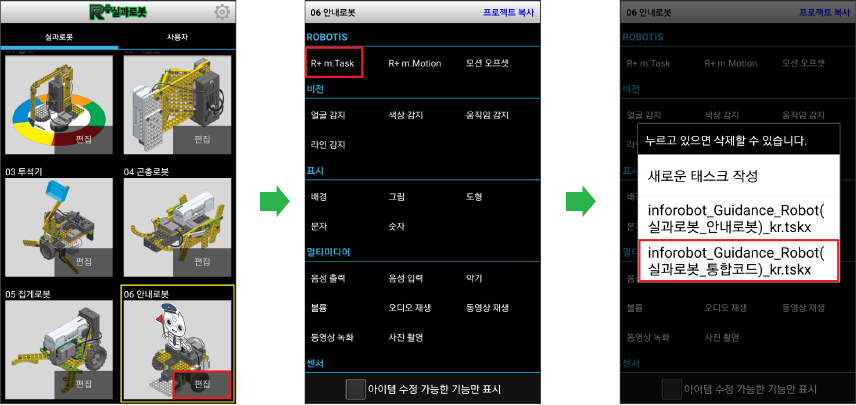 R+실과로봇
실과로봇
사용자
편집
편집
03 투석기
04 곤충로봇
편집
편집
05 집게로봇
06 안내로봇
편집
편집
06 안내로봇
프로젝트 복사
ROBOTIS
R+ m.Task
R+ m.Motion
모션 오프셋
비전
얼굴 감지
색상 감지
움직임 감지
라인 감지
표시
배경
그림
도형
문자
숫자
멀티미디어
음성 출력
음성 입력
악기
볼륨
오디오 재생
동영상 재생
동영상 녹화
사진 촬영
센서
아이템 수정 가능한 기능만 표시
06 안내로봇
프로젝트 복사
ROBOTIS
R+ m.Task
R+ m.Motion
모션 오프셋
비전
얼굴 감지
색상 감지
움직임 감지
누르고 있으면 삭제할 수 있습니다.
새로운 태스크 작성
inforobot_Guidance_Robot(
실과로봇_안내로봇)_kr.tskx
inforobot_Guidance_Robot(
실과로봇_통합코드)_kr.tskx
볼륨
오디오 재생
동영상 재생
동영상 녹화
사진 촬영
센서
아이템 수정 가능한 기능만 표시